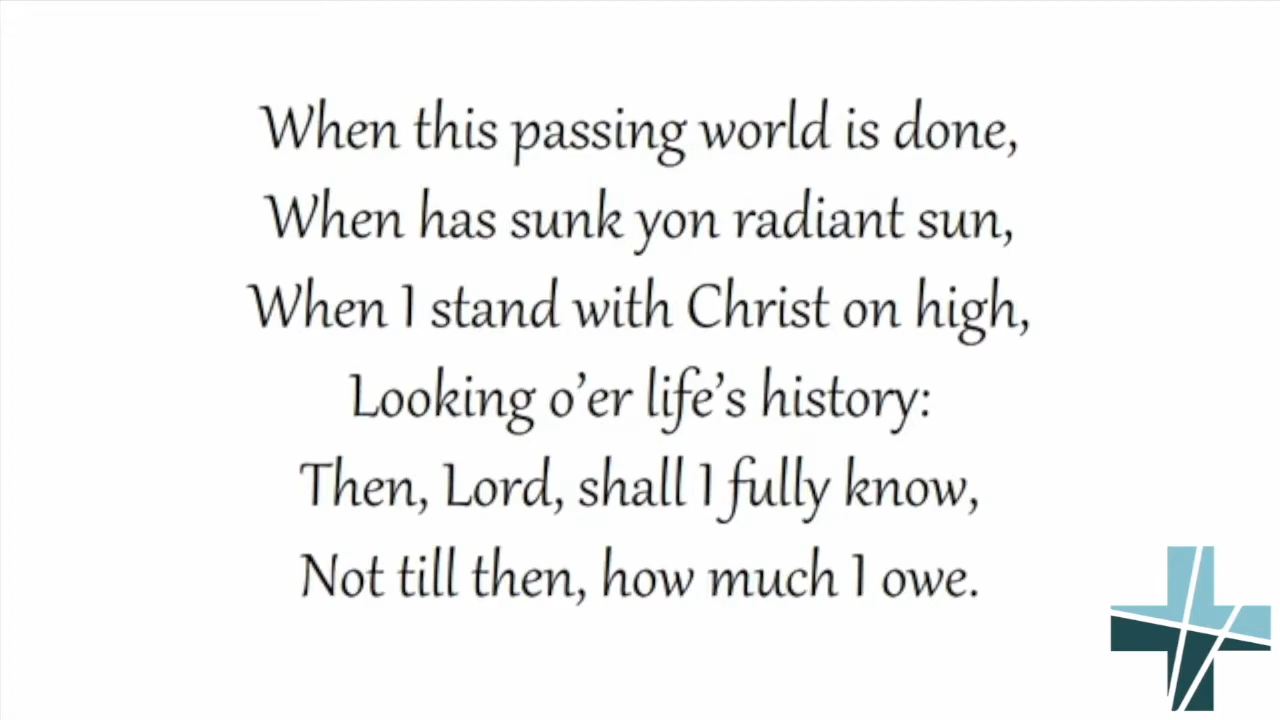 When this passing world is done,
When has sunk yon radiant sun,
When I stand with Christ on high,
Looking o’er life’s history:
Then, Lord, shall I fully know,
Not till then, how much I owe.